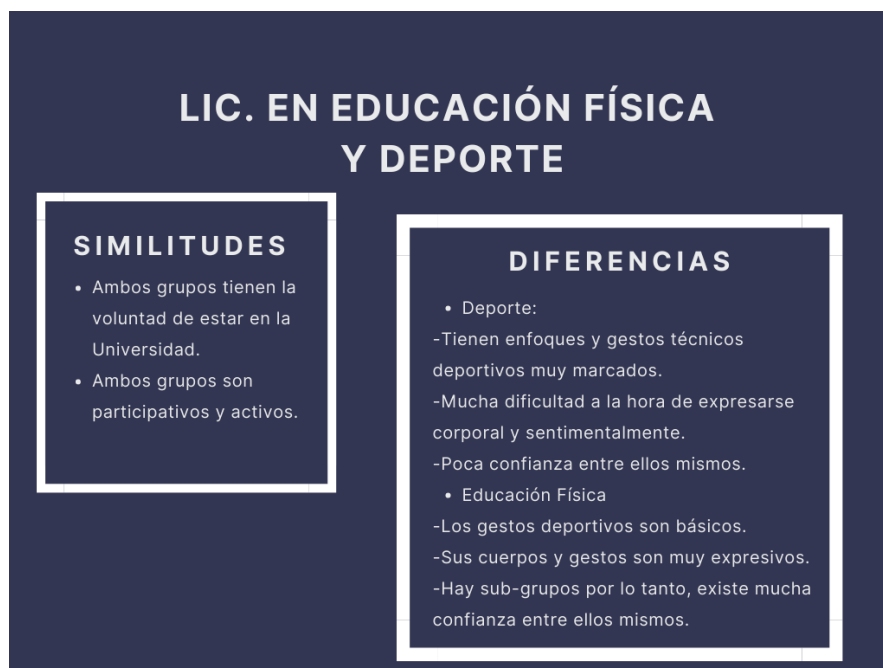 LIC. EN EDUCACIÓN FÍSICA
Y DEPORTE
SIMILITUDES
• Ambos grupos tienen la
voluntad de estar en la
Universidad.
• Ambos grupos son
participativos y activos.
DIFERENCIAS
• Deporte:
-Tienen enfoques y gestos técnicos
deportivos muy marcados.
-Mucha dificultad a la hora de expresarse
corporal y sentimentalmente.
-Poca confianza entre ellos mismos.
• Educación Física
-Los gestos deportivos son básicos.
-Sus cuerpos y gestos son muy expresivos.
-Hay sub-grupos por lo tanto, existe mucha
confianza entre ellos mismos.